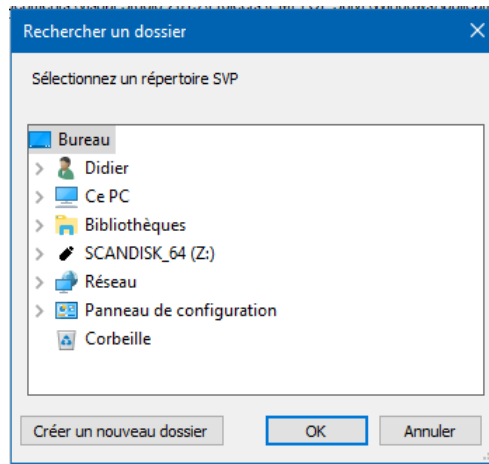 Rechercher un dossier
Sélectionnez un répertoire SVP
Bureau
Didier
Ce PC
Bibliothèques
SCANDISK_64 (Z:)
Réseau
Panneau de configuration
Corbeille
Créer un nouveau dossier
OK
Annuler